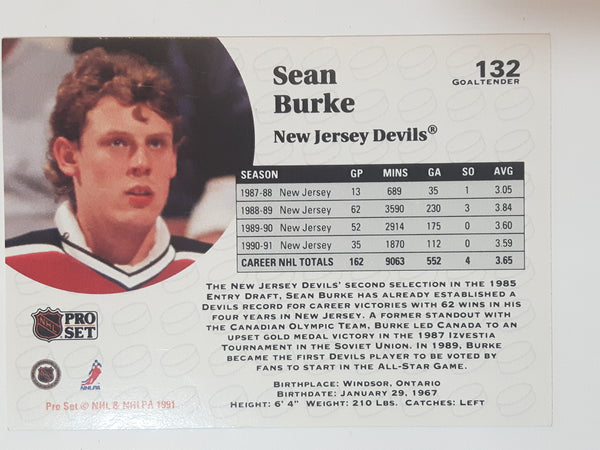 Sean
Burke
132
GOALTENDER
New Jersey Devils®
SEASON GP MINS GA SO AVG
1987-88 New Jersey 13 689 35 1 3.05
1988-89 New Jersey 62 3590 230 3 3.84
1989-90 New Jersey 52 2914 175 0 3.60
1990-91 New Jersey 35 1870 112 0 3.59
CAREER NHL TOTALS 162 9063 552 4 3.65
THE NEW JERSEY DEVILS' SECOND SELECTION IN THE 1985
ENTRY DRAFT, SEAN BURKE HAS ALREADY ESTABLISHED A
DEVILS RECORD FOR CAREER VICTORIES WITH 62 WINS IN HIS
FOUR YEARS IN NEW JERSEY. A FORMER STANDOUT WITH
THE CANADIAN OLYMPIC TEAM, BURKE LED CANADA TO AN
UPSET GOLD MEDAL VICTORY IN THE 1987 IZVESTIA
TOURNAMENT IN THE SOVIET UNION. IN 1989, BURKE
BECAME THE FIRST DEVILS PLAYER TO BE VOTED BY
FANS TO START IN THE ALL-STAR GAME.
BIRTHPLACE: WINDSOR, ONTARIO
BIRTHDATE: JANUARY 29, 1967
HEIGHT: 6' 4" WEIGHT: 210 LBS. CATCHES: LEFT
NHL
PRO
SET
NHLPA
Pro Set © NHL & NHLPA 1991